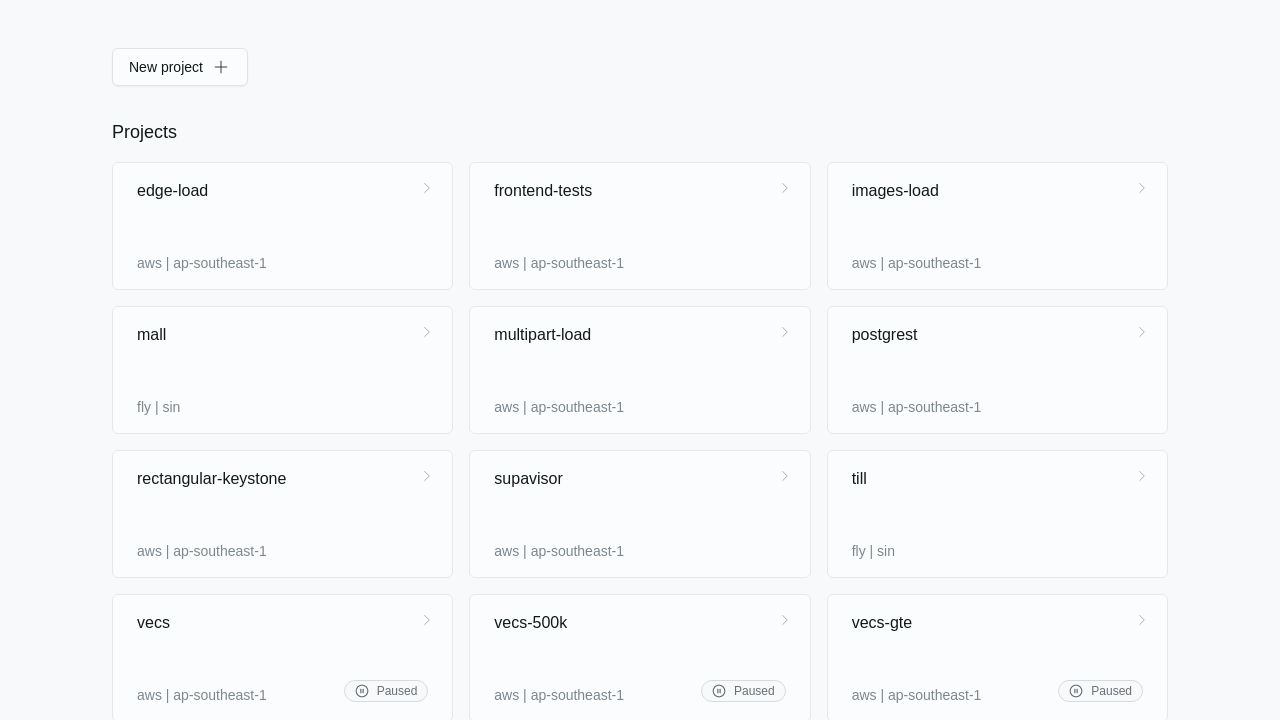 New project
Projects
edge-load
aws | ap-southeast-1
frontend-tests
aws | ap-southeast-1
images-load
aws | ap-southeast-1
mall
fly | sin
multipart-load
aws | ap-southeast-1
postgrest
aws | ap-southeast-1
rectangular-keystone
aws | ap-southeast-1
supavisor
aws | ap-southeast-1
till
fly | sin
vecs
aws | ap-southeast-1
Paused
vecs-500k
aws | ap-southeast-1
Paused
vecs-gte
aws | ap-southeast-1
Paused